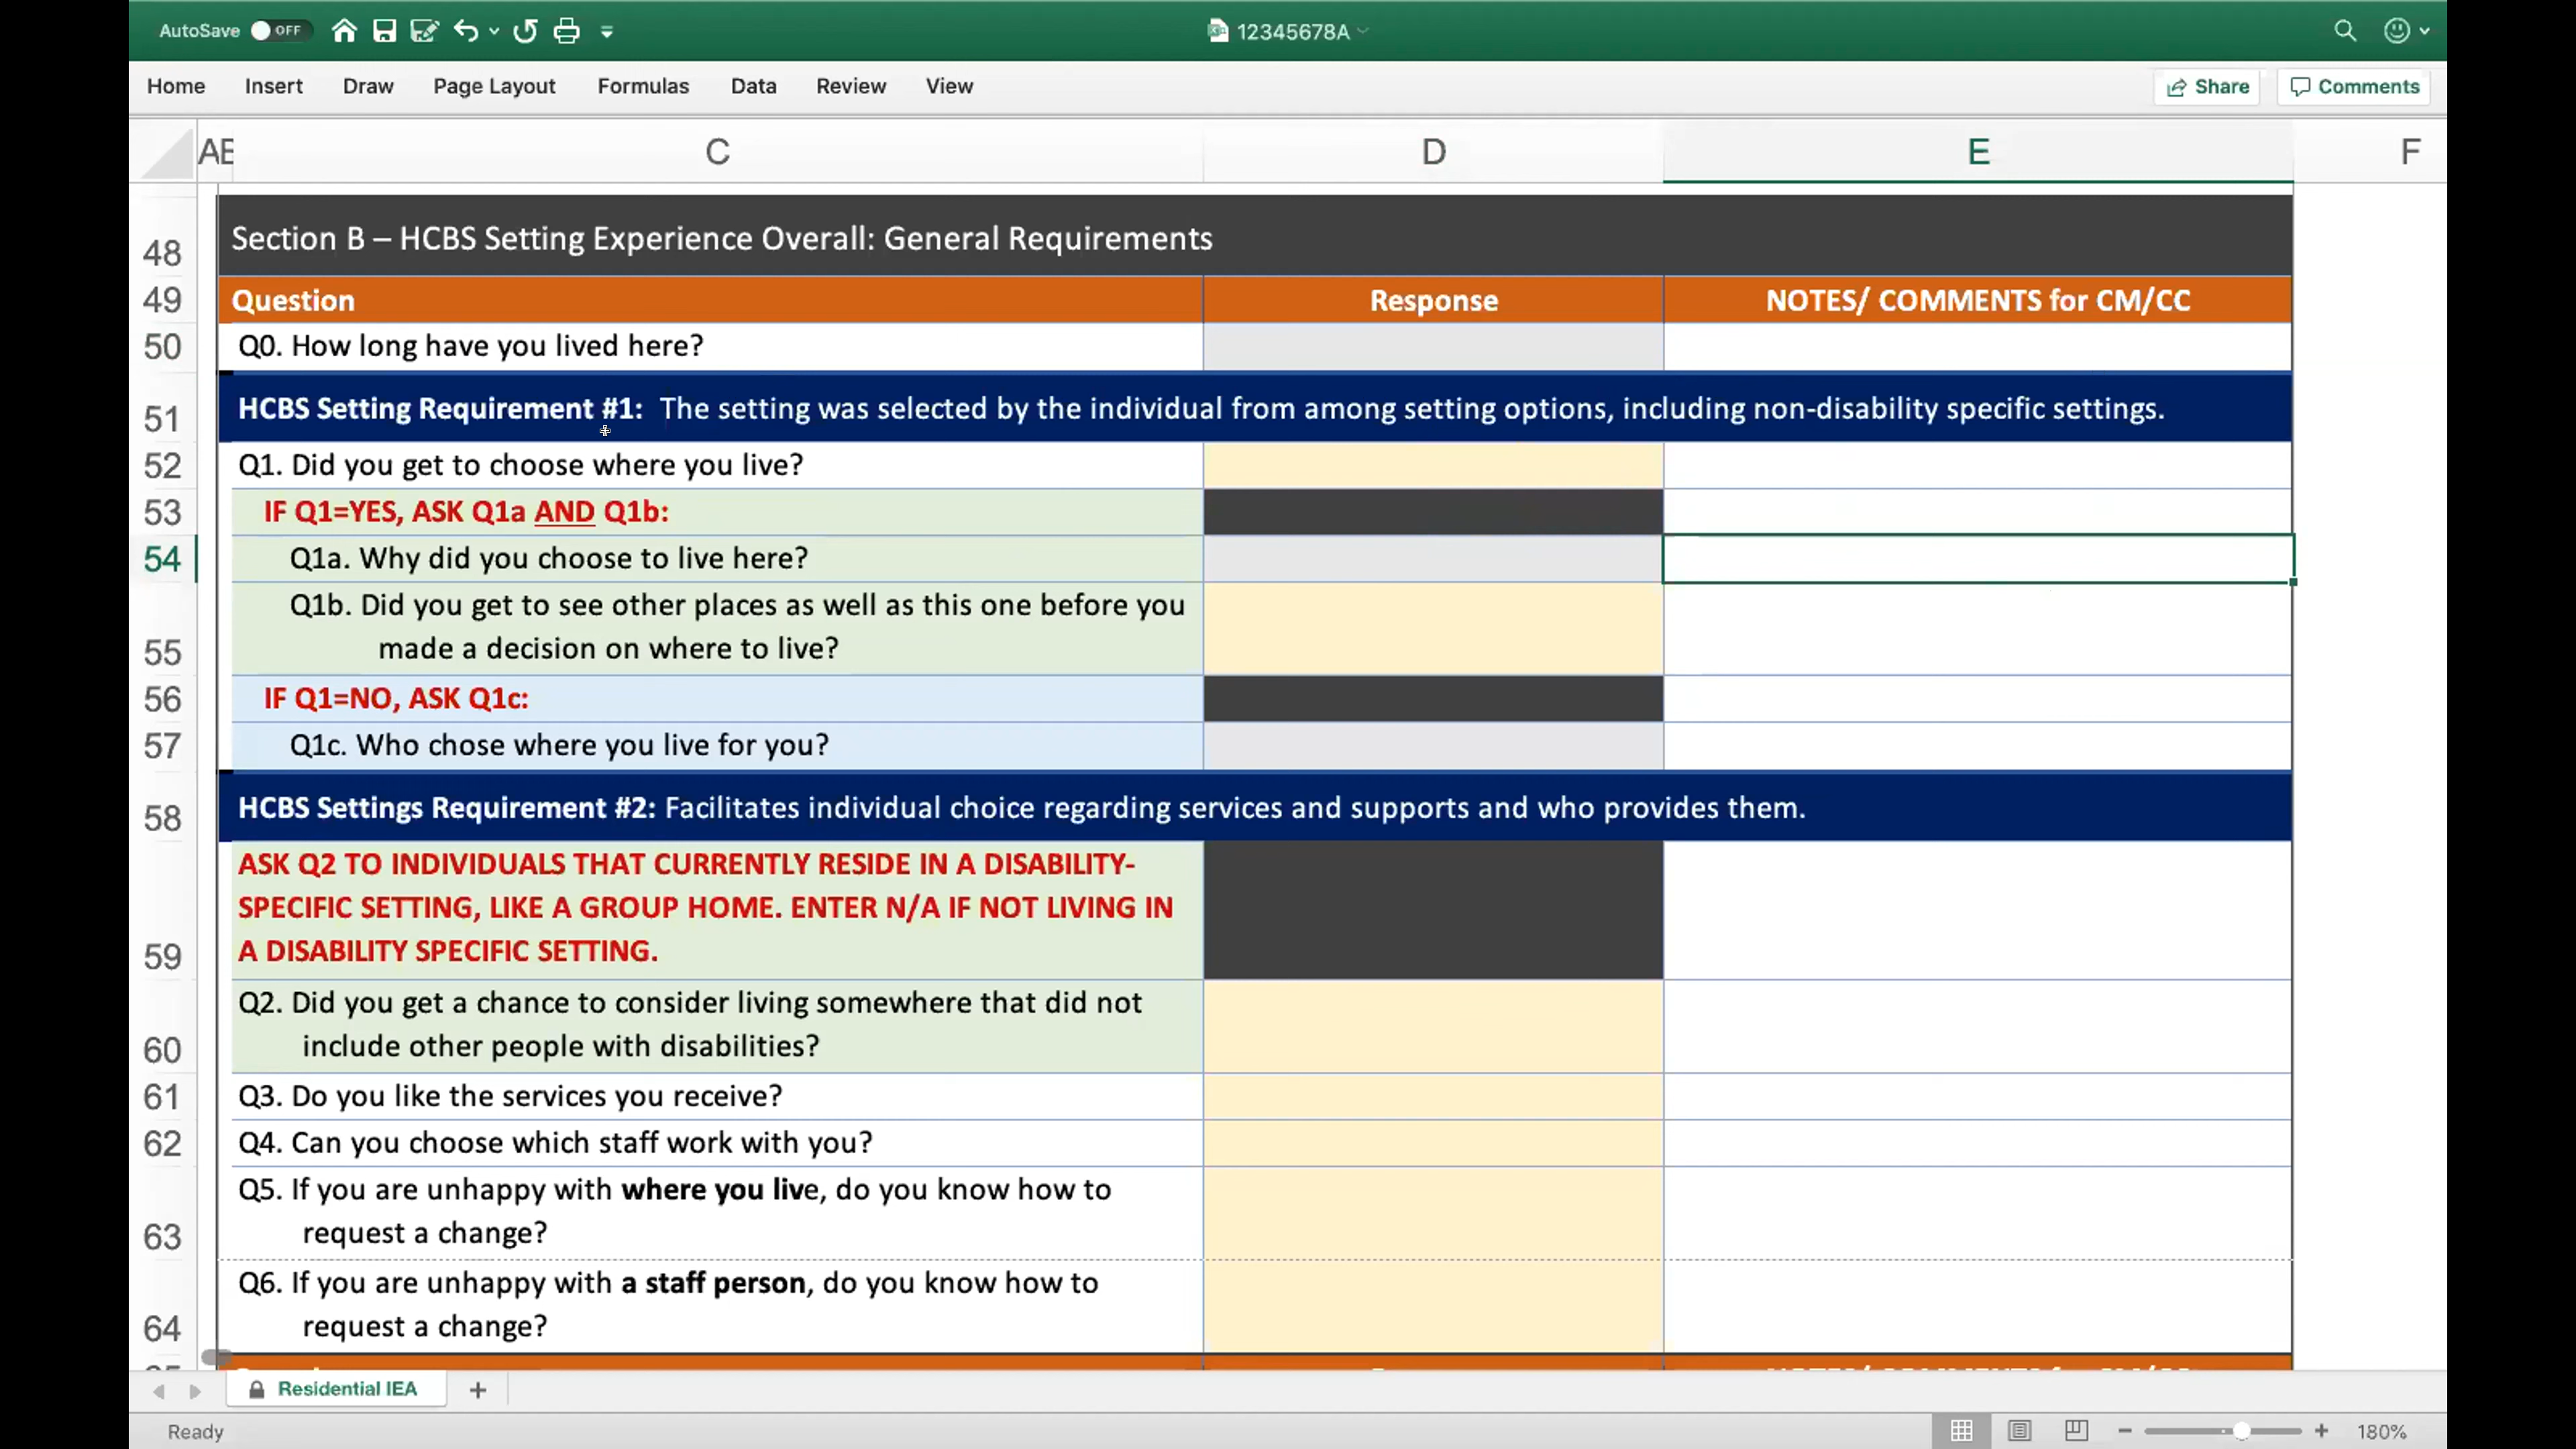 AutoSave OFF 12345678A
Home Insert Draw Page Layout Formulas Data Review View Share Comments
C D E F
48 Section B – HCBS Setting Experience Overall: General Requirements
49 Question Response NOTES/ COMMENTS for CM/CC
50 Q0. How long have you lived here?
51 HCBS Setting Requirement #1: The setting was selected by the individual from among setting options, including non-disability specific settings.
52 Q1. Did you get to choose where you live?
53 IF Q1=YES, ASK Q1a AND Q1b:
54 Q1a. Why did you choose to live here?
Q1b. Did you get to see other places as well as this one before you
55 made a decision on where to live?
56 IF Q1=NO, ASK Q1c:
57 Q1c. Who chose where you live for you?
58 HCBS Settings Requirement #2: Facilitates individual choice regarding services and supports and who provides them.
ASK Q2 TO INDIVIDUALS THAT CURRENTLY RESIDE IN A DISABILITY-
SPECIFIC SETTING, LIKE A GROUP HOME. ENTER N/A IF NOT LIVING IN
59 A DISABILITY SPECIFIC SETTING.
Q2. Did you get a chance to consider living somewhere that did not
60 include other people with disabilities?
61 Q3. Do you like the services you receive?
62 Q4. Can you choose which staff work with you?
Q5. If you are unhappy with where you live, do you know how to
63 request a change?
Q6. If you are unhappy with a staff person, do you know how to
64 request a change?
Residential IEA
Ready 180%